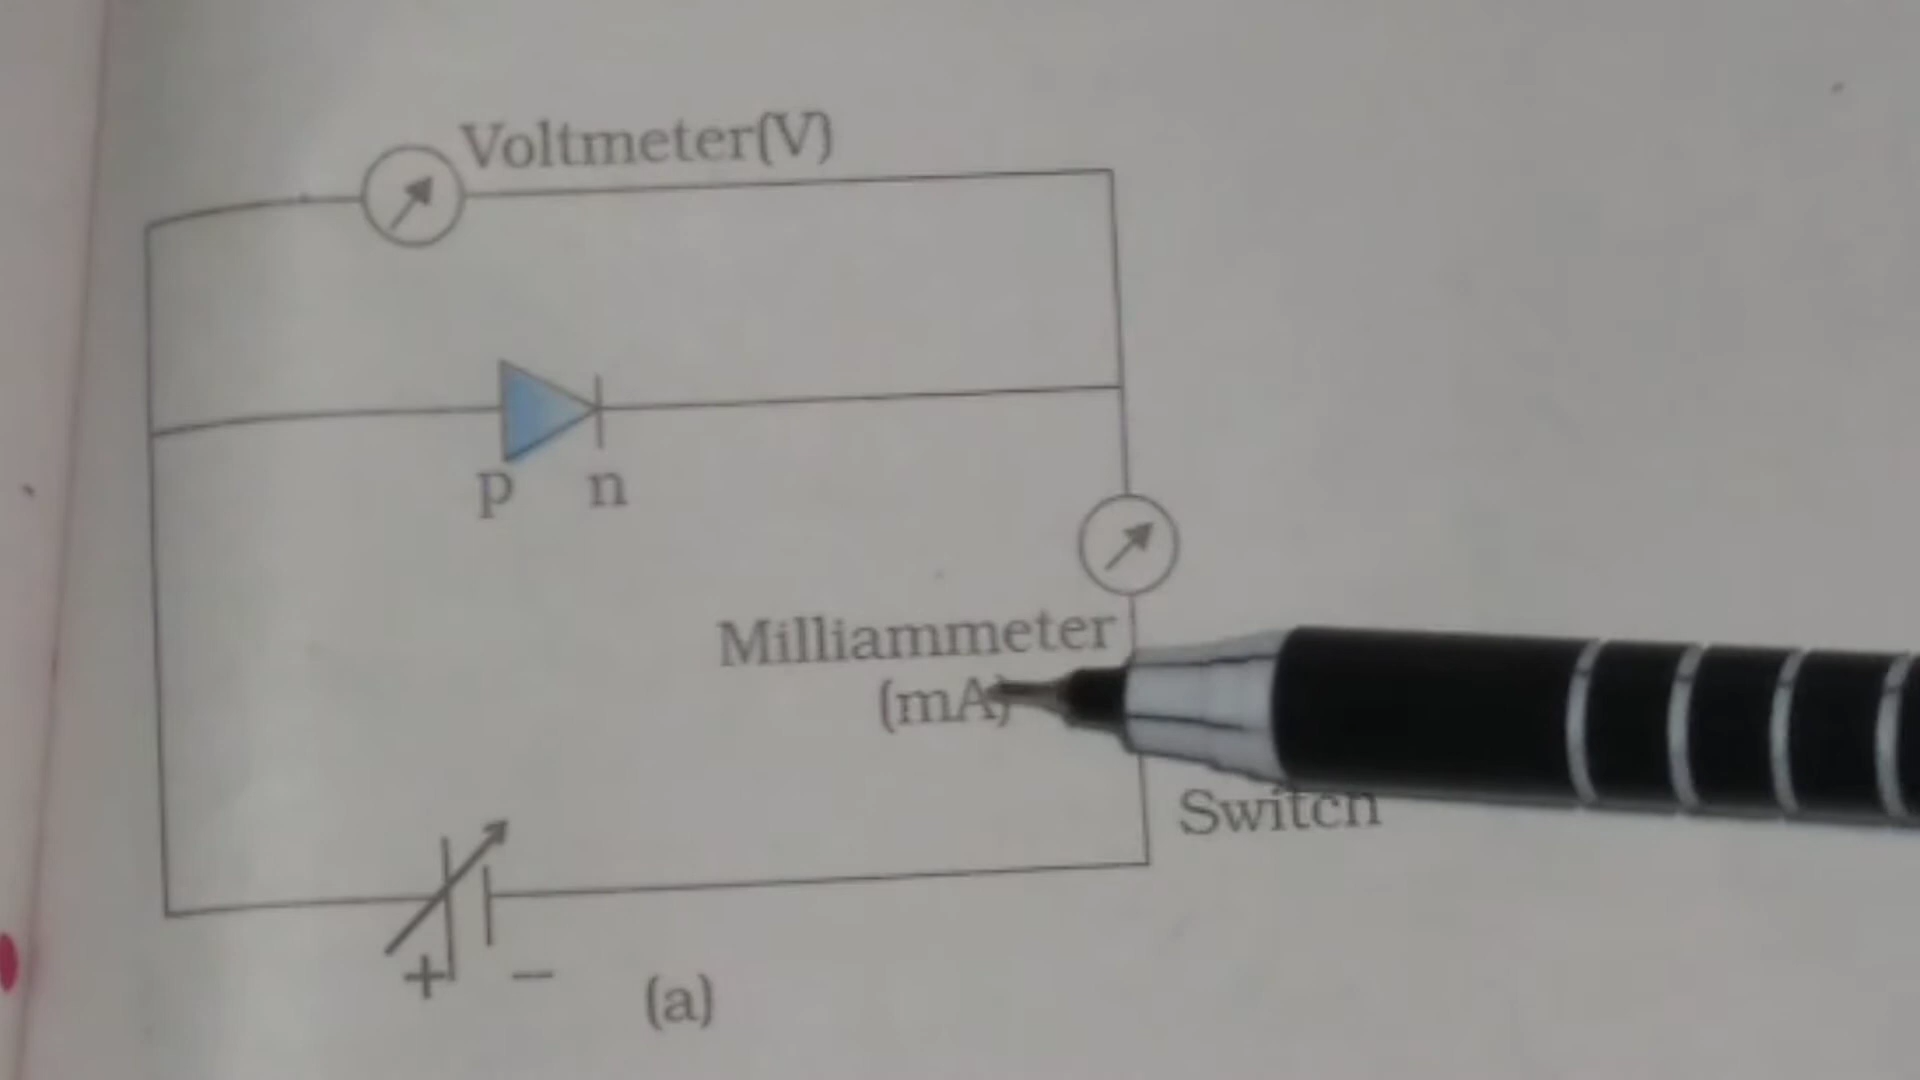 Voltmeter(V)
p n
Milliammeter
(mA)
Switch
+ –
(a)